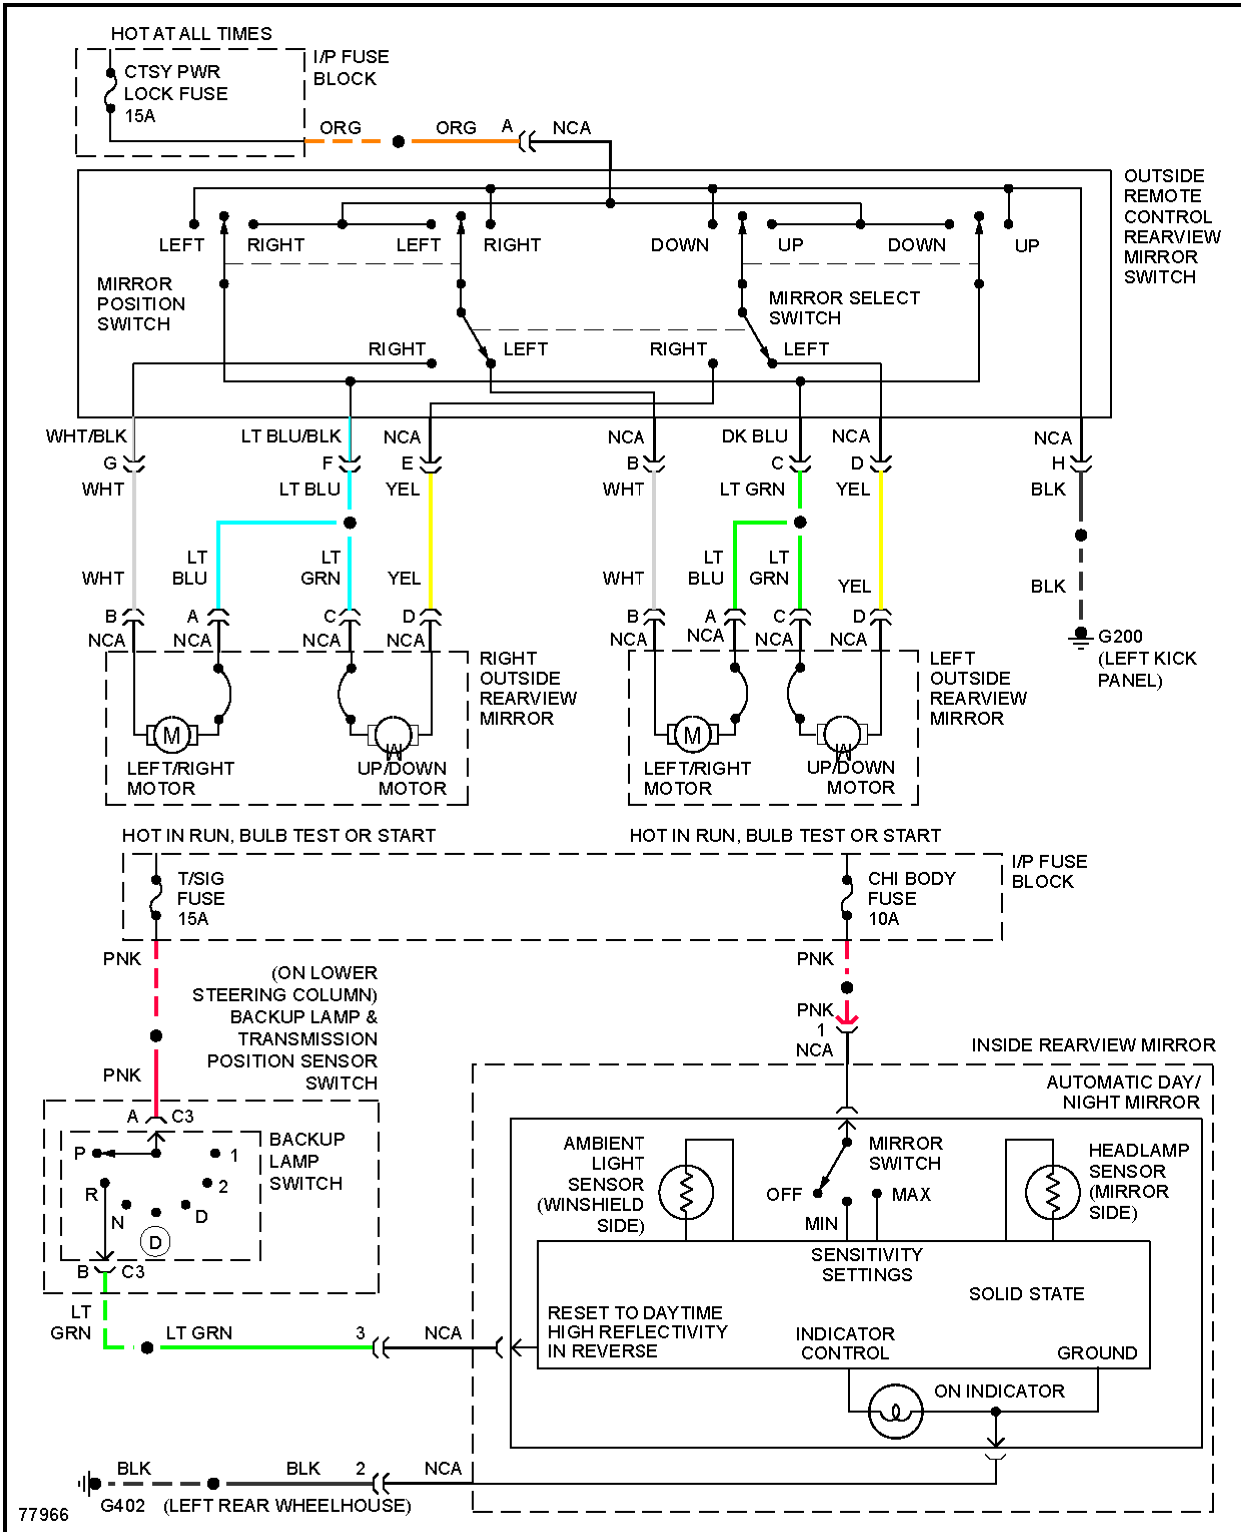 HOT AT ALL TIMES
I/P FUSE
BLOCK
CTSY PWR
LOCK FUSE
15A
ORG
ORG
A
NCA
OUTSIDE
REMOTE
CONTROL
REARVIEW
MIRROR
SWITCH
LEFT
RIGHT
LEFT
RIGHT
DOWN
UP
DOWN
UP
MIRROR
POSITION
SWITCH
MIRROR SELECT
SWITCH
RIGHT
LEFT
RIGHT
LEFT
WHT/BLK
LT BLU/BLK
NCA
NCA
DK BLU
NCA
NCA
G
F
E
B
C
D
H
WHT
LT BLU
YEL
WHT
LT GRN
YEL
BLK
WHT
LT
BLU
LT
GRN
YEL
WHT
LT
BLU
LT
GRN
YEL
BLK
B
A
C
D
B
A
C
D
NCA
NCA
NCA
NCA
NCA
NCA
NCA
NCA
G200
(LEFT KICK
PANEL)
RIGHT
OUTSIDE
REARVIEW
MIRROR
LEFT
OUTSIDE
REARVIEW
MIRROR
M
M
M
M
LEFT/RIGHT
MOTOR
UP/DOWN
MOTOR
LEFT/RIGHT
MOTOR
UP/DOWN
MOTOR
HOT IN RUN, BULB TEST OR START
HOT IN RUN, BULB TEST OR START
I/P FUSE
BLOCK
T/SIG
FUSE
15A
CHI BODY
FUSE
10A
PNK
PNK
(ON LOWER
STEERING COLUMN)
BACKUP LAMP &
TRANSMISSION
POSITION SENSOR
SWITCH
PNK
1
NCA
INSIDE REARVIEW MIRROR
PNK
A
C3
AUTOMATIC DAY/
NIGHT MIRROR
BACKUP
LAMP
SWITCH
P
1
R
2
N
D
D
B
C3
AMBIENT
LIGHT
SENSOR
(WINSHIELD
SIDE)
MIRROR
SWITCH
OFF
MIN
MAX
HEADLAMP
SENSOR
(MIRROR
SIDE)
SENSITIVITY
SETTINGS
SOLID STATE
LT
GRN
LT GRN
3
NCA
RESET TO DAYTIME
HIGH REFLECTIVITY
IN REVERSE
INDICATOR
CONTROL
GROUND
ON INDICATOR
BLK
BLK
2
NCA
G402
(LEFT REAR WHEELHOUSE)
77966